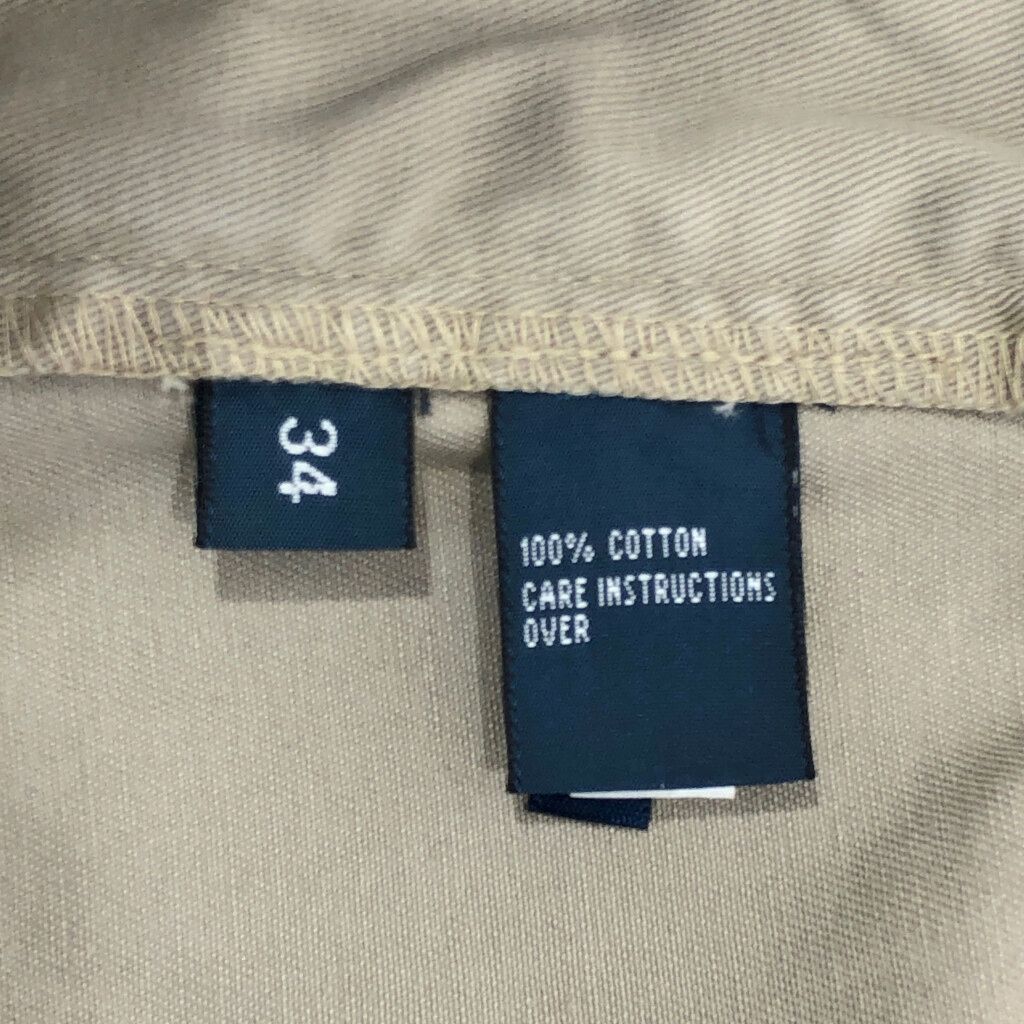 34
100% COTTON
CARE INSTRUCTIONS
OVER